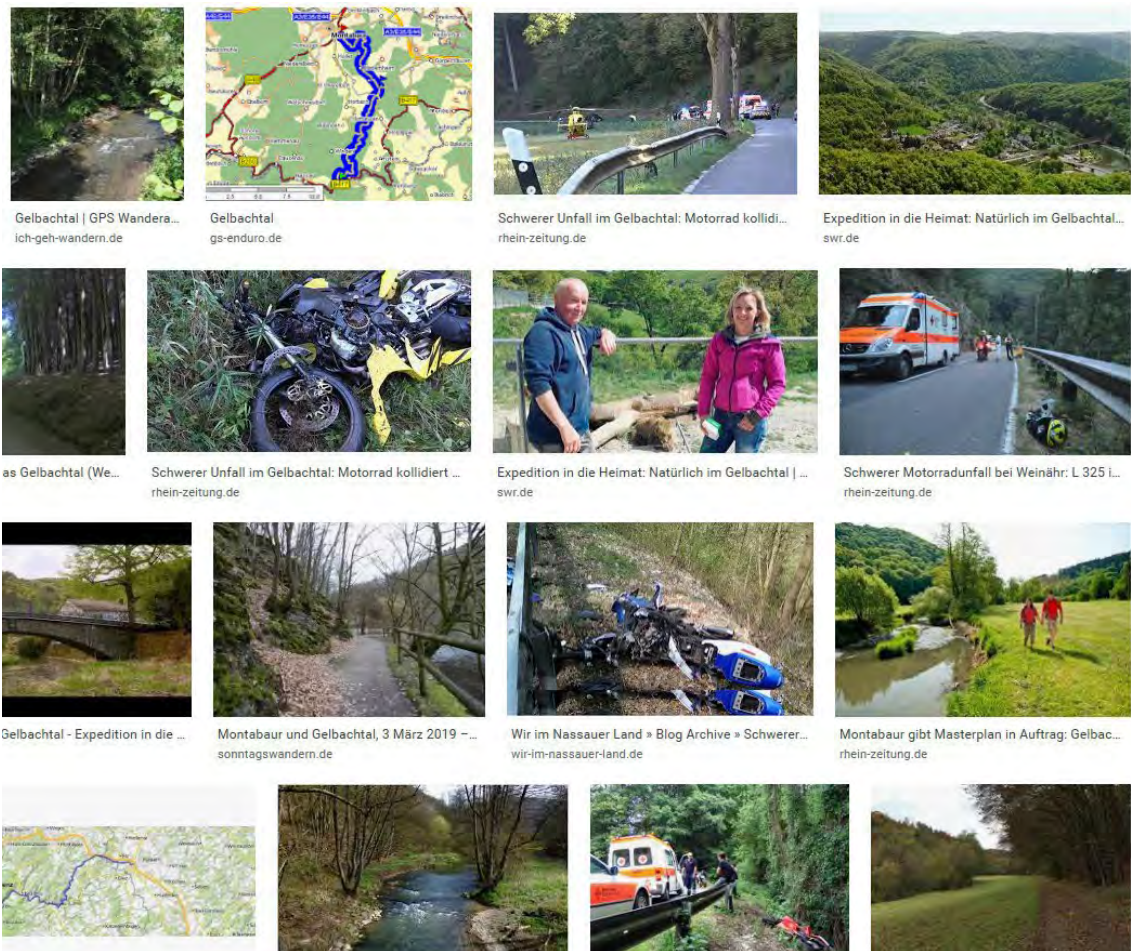 Montabaur
Gelbachtal | GPS Wandera...
ich-geh-wandern.de
Gelbachtal
gs-enduro.de
Schwerer Unfall im Gelbachtal: Motorrad kollidi...
rhein-zeitung.de
Expedition in die Heimat: Natürlich im Gelbachtal...
swr.de
as Gelbachtal (We...
Schwerer Unfall im Gelbachtal: Motorrad kollidiert ...
rhein-zeitung.de
Expedition in die Heimat: Natürlich im Gelbachtal | ...
swr.de
Schwerer Motorradunfall bei Weinähr: L 325 i...
rhein-zeitung.de
Gelbachtal - Expedition in die ...
Montabaur und Gelbachtal, 3 März 2019 –...
sonntagswandern.de
Wir im Nassauer Land » Blog Archive » Schwerer...
wir-im-nassauer-land.de
Montabaur gibt Masterplan in Auftrag: Gelbac...
rhein-zeitung.de